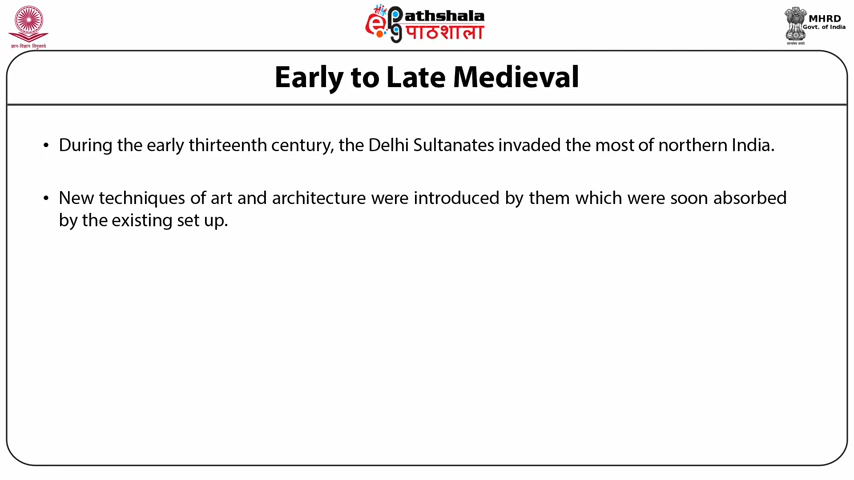 ज्ञान-विज्ञान विमुक्तये
ePathshala
पाठशाला
MHRD
Govt. of India
Early to Late Medieval
• During the early thirteenth century, the Delhi Sultanates invaded the most of northern India.
• New techniques of art and architecture were introduced by them which were soon absorbed
by the existing set up.